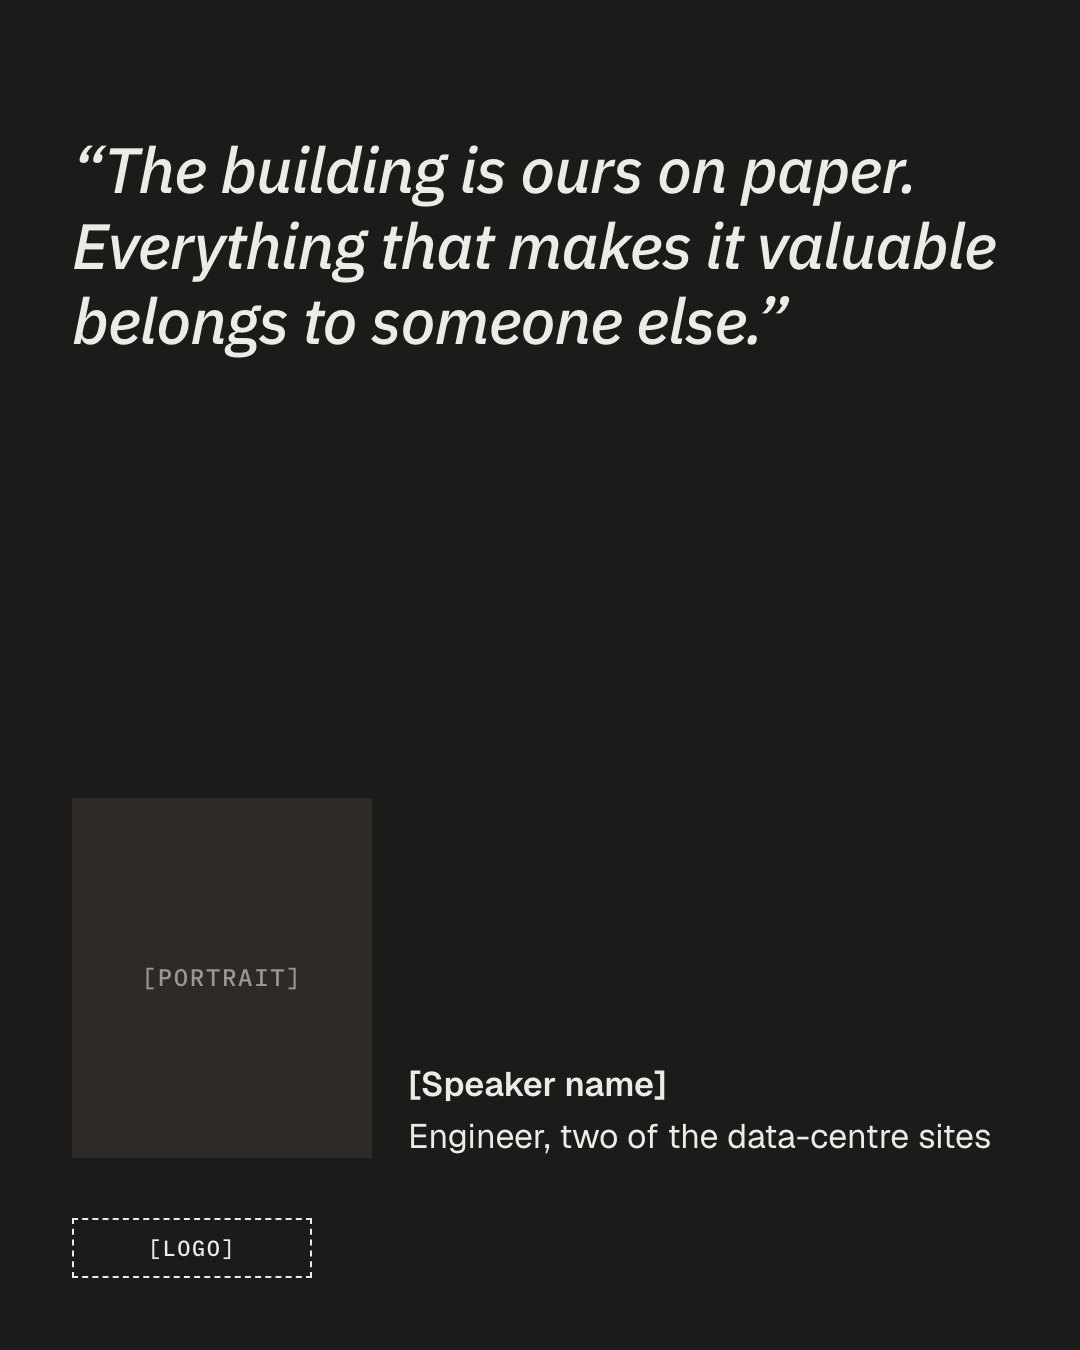 “The building is ours on paper.
Everything that makes it valuable
belongs to someone else.”
[PORTRAIT]
[Speaker name]
Engineer, two of the data-centre sites
[LOGO]